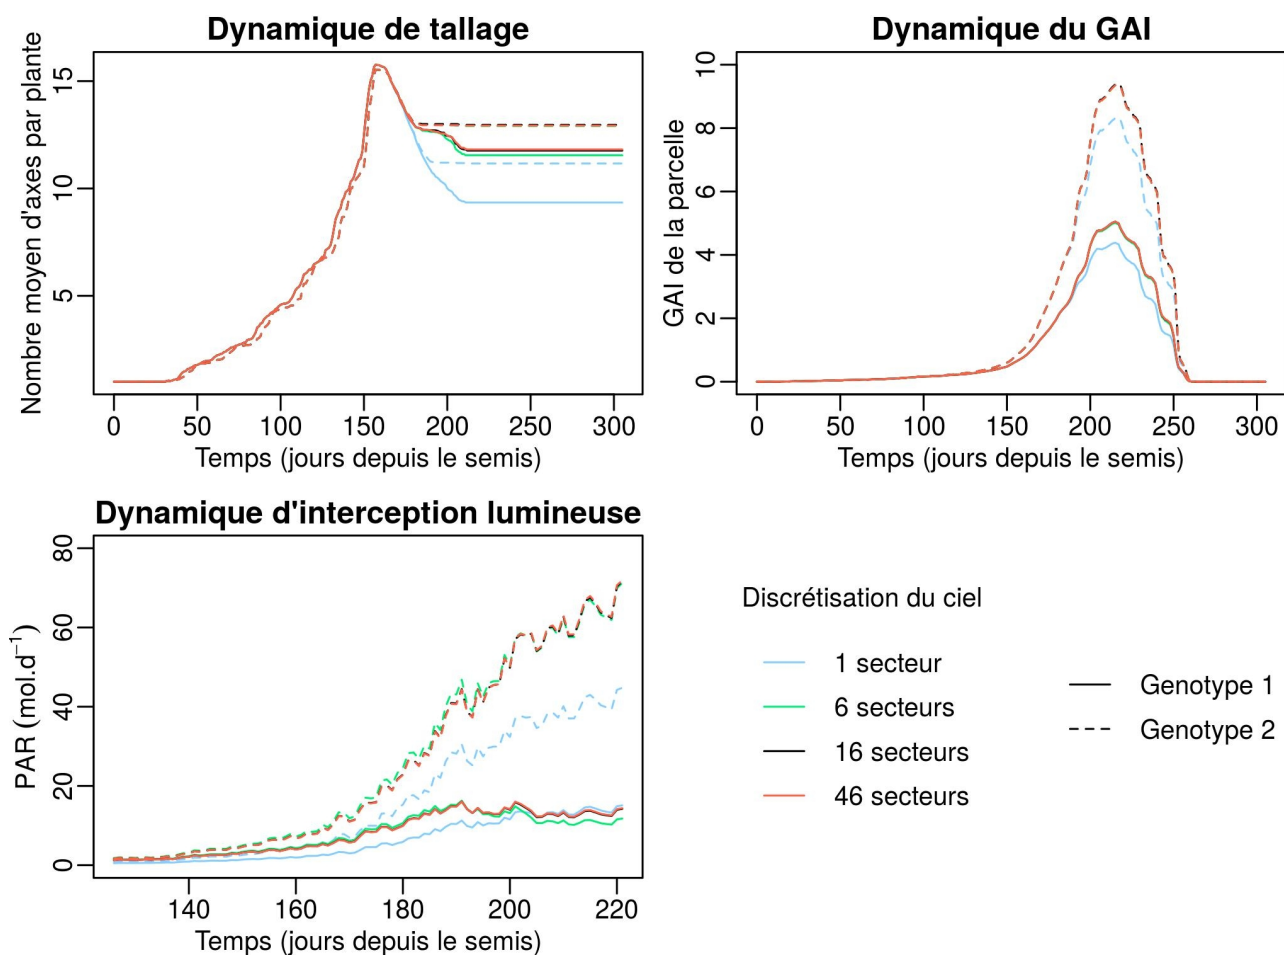 Dynamique de tallage
Nombre moyen d'axes par plante
5
10
15
0 50 100 150 200 250 300
Temps (jours depuis le semis)
Dynamique du GAI
GAI de la parcelle
0 2 4 6 8 10
0 50 100 150 200 250 300
Temps (jours depuis le semis)
Dynamique d'interception lumineuse
PAR (mol.d⁻¹)
0 20 40 60 80
140 160 180 200 220
Temps (jours depuis le semis)
Discrétisation du ciel
1 secteur
6 secteurs
16 secteurs
46 secteurs
Genotype 1
Genotype 2